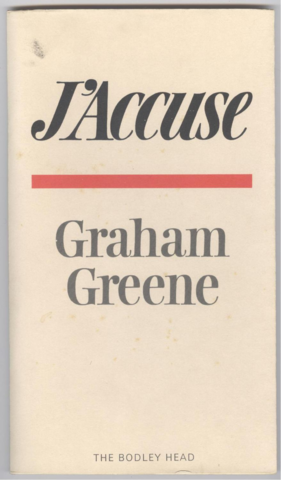 J'Accuse
Graham
Greene
THE BODLEY HEAD